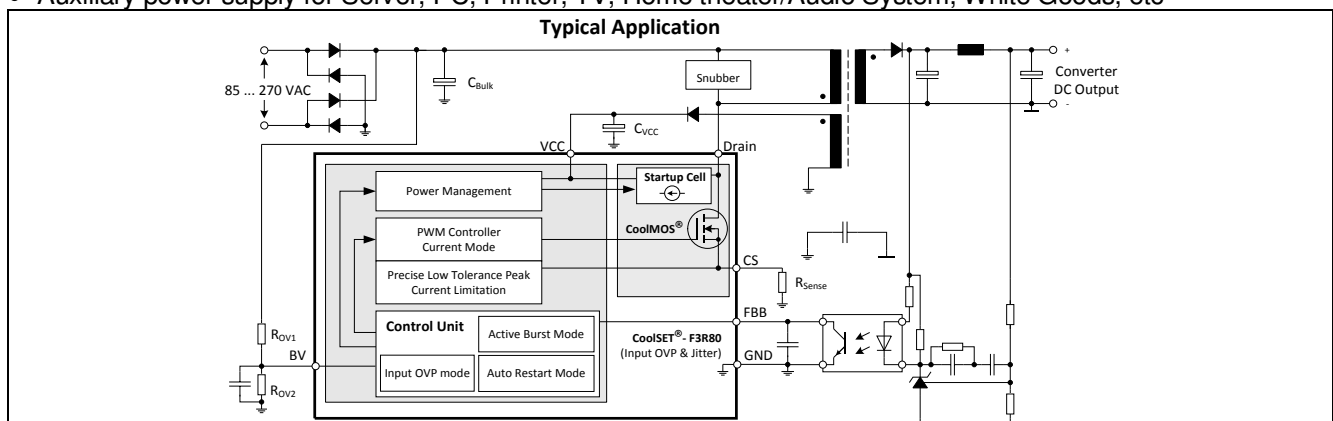 • Auxiliary power supply for Server, PC, Printer, TV, Home theater/Audio System, White Goods, etc
Typical Application
85 ... 270 VAC
CBulk
Snubber
+
Converter
DC Output
-
CVCC
VCC
Drain
Power Management
Startup Cell
CoolMOS®
PWM Controller
Current Mode
Precise Low Tolerance Peak
Current Limitation
CS
RSense
FBB
Control Unit
Active Burst Mode
CoolSET®- F3R80
(Input OVP & Jitter)
GND
ROV1
BV
Input OVP mode
Auto Restart Mode
ROV2